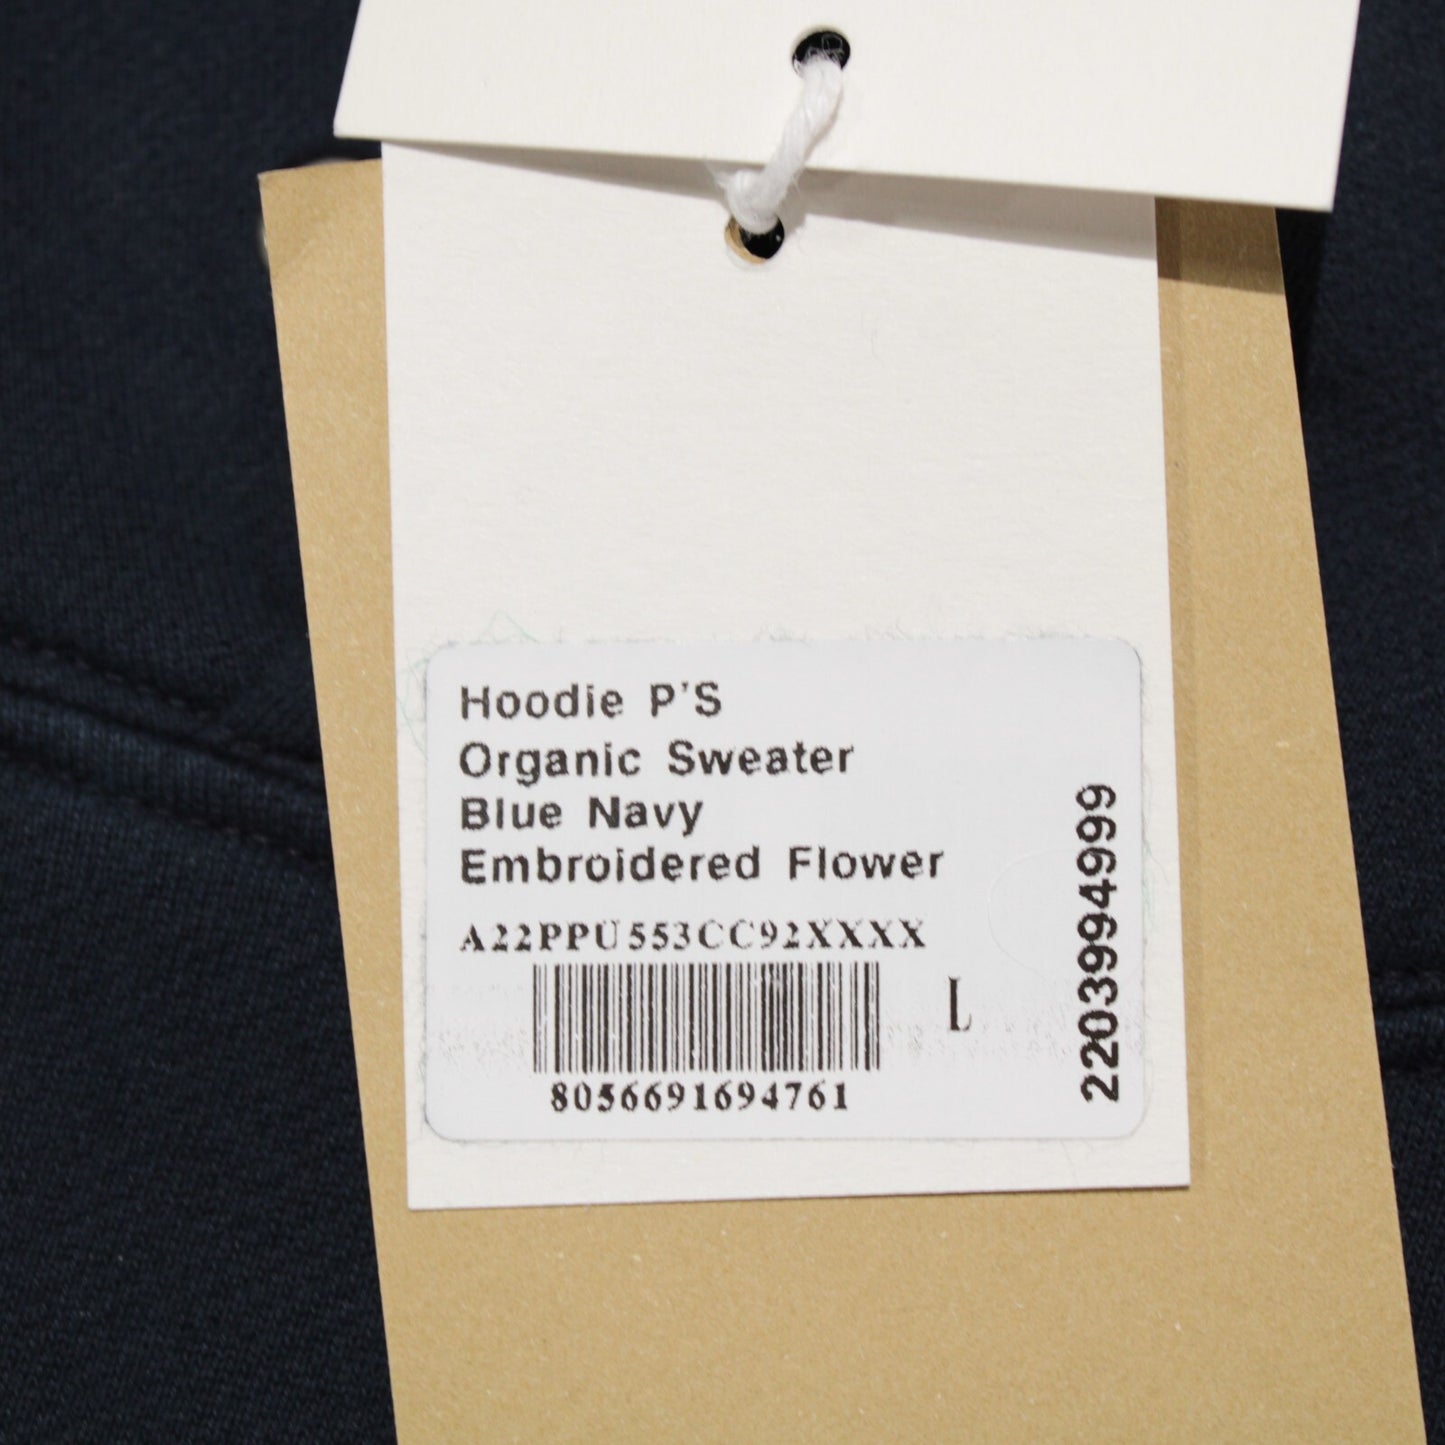 Hoodie P'S
Organic Sweater
Blue Navy
Embroidered Flower
A22PPU553CC92XXXX
L
8056691694761
2203994999